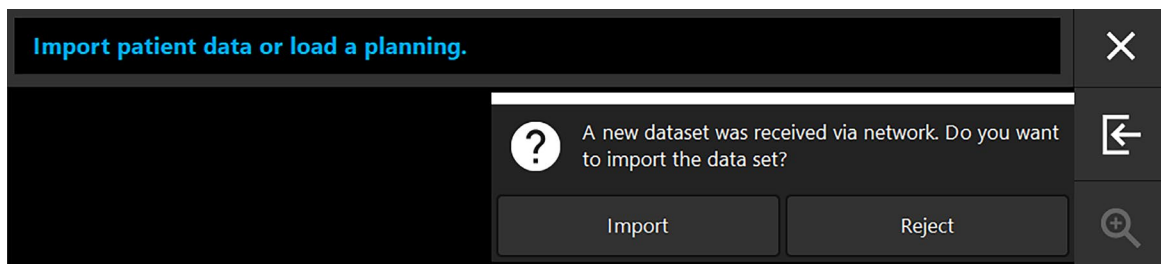 Import patient data or load a planning.
A new dataset was received via network. Do you want
to import the data set?
Import
Reject